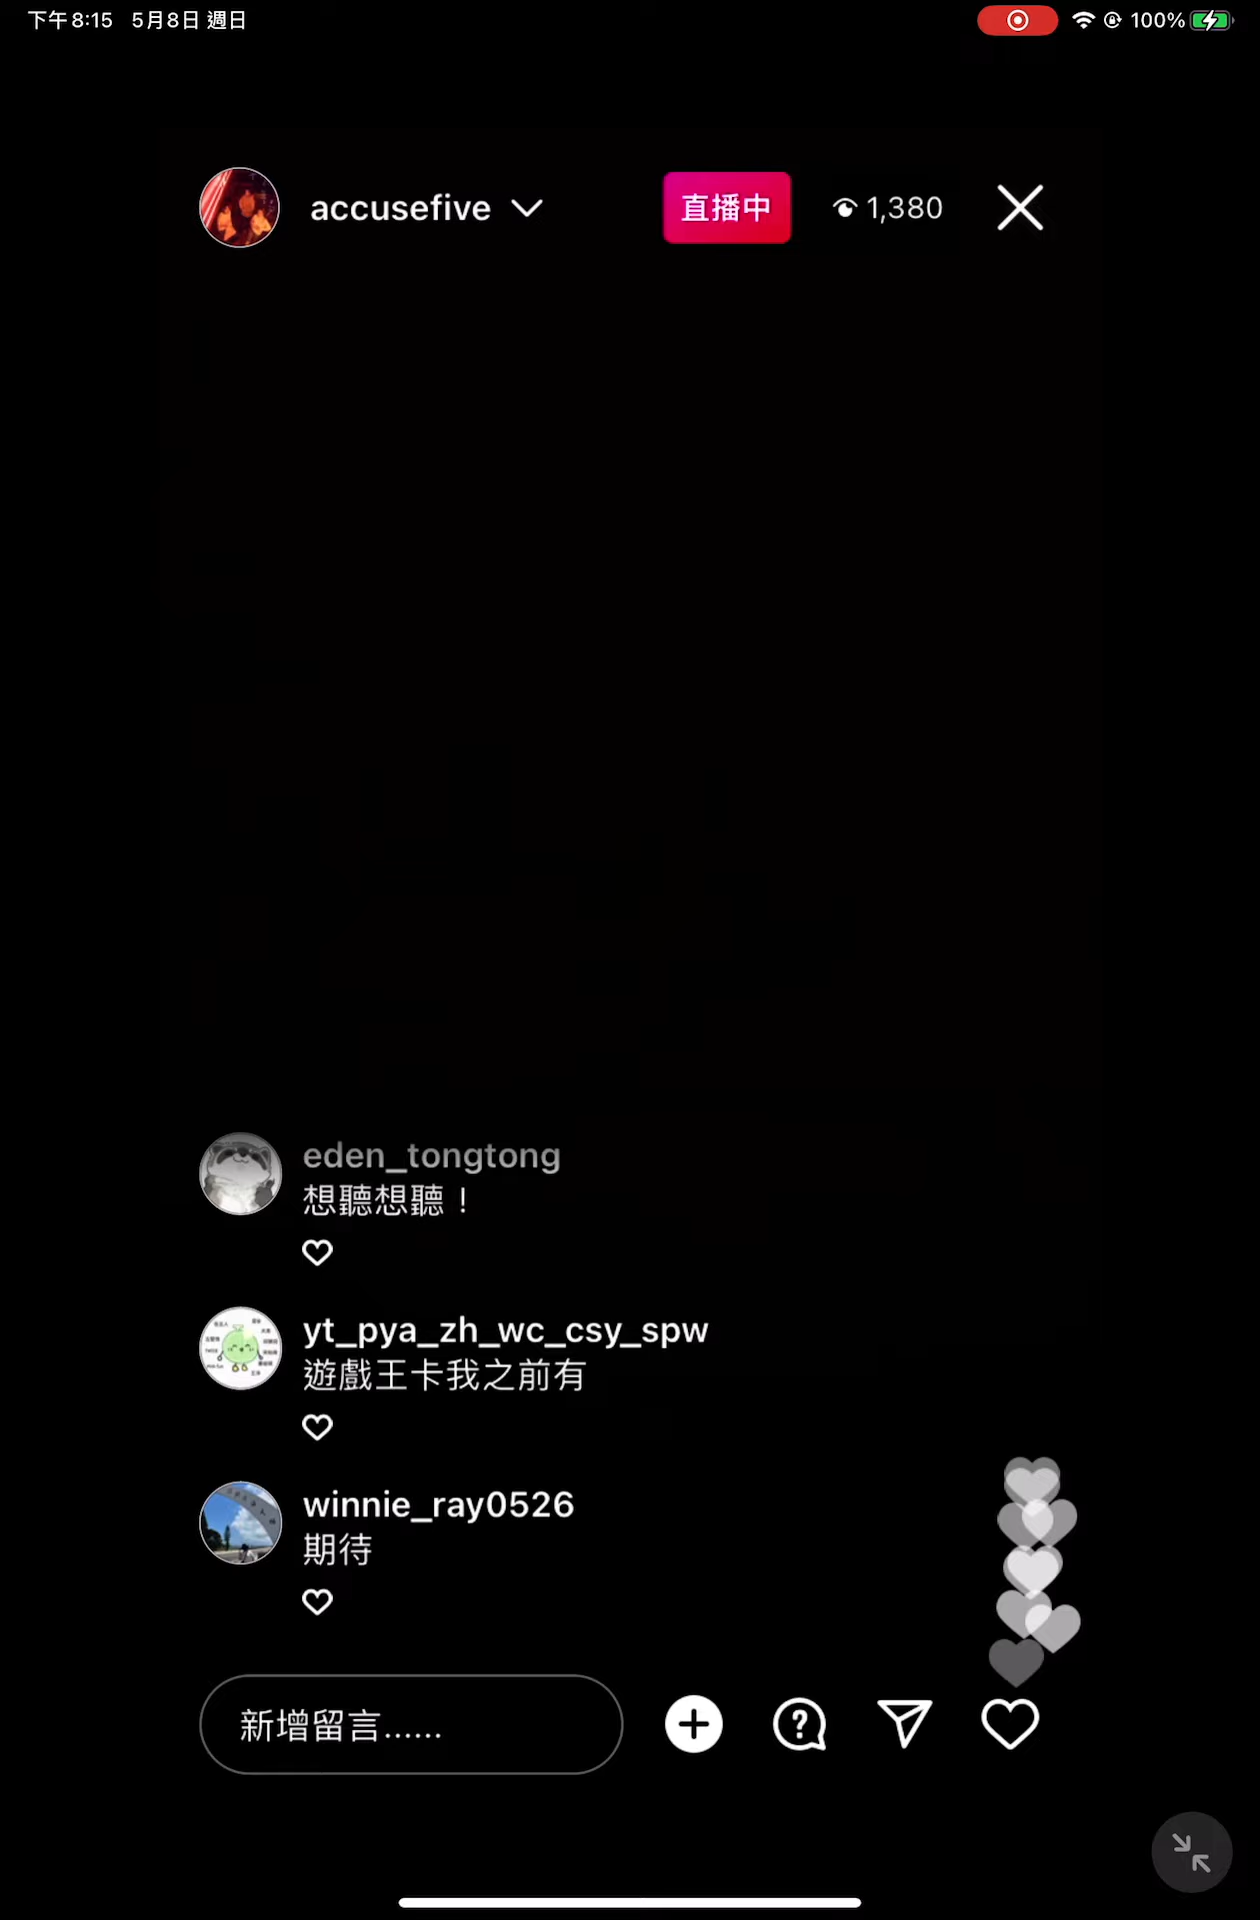 下午8:15 5月8日 週日
100%
accusefive
直播中
1,380
eden_tongtong
想聽想聽！
yt_pya_zh_wc_csy_spw
遊戲王卡我之前有
winnie_ray0526
期待
新增留言......